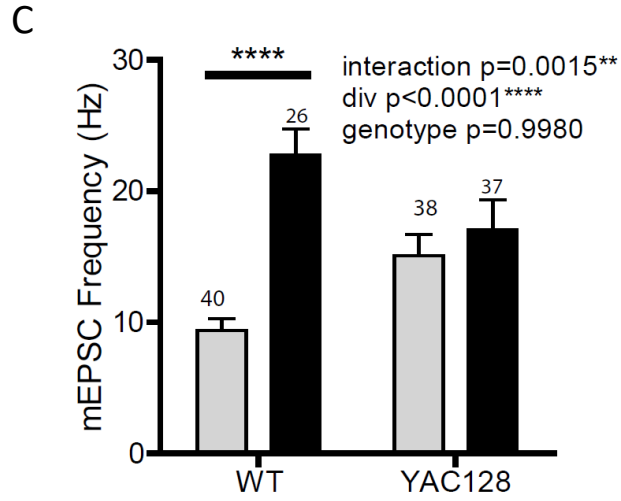 C
****
interaction p=0.0015**
div p<0.0001****
genotype p=0.9980
mEPSC Frequency (Hz)
30
20
10
0
40
26
38
37
WT
YAC128